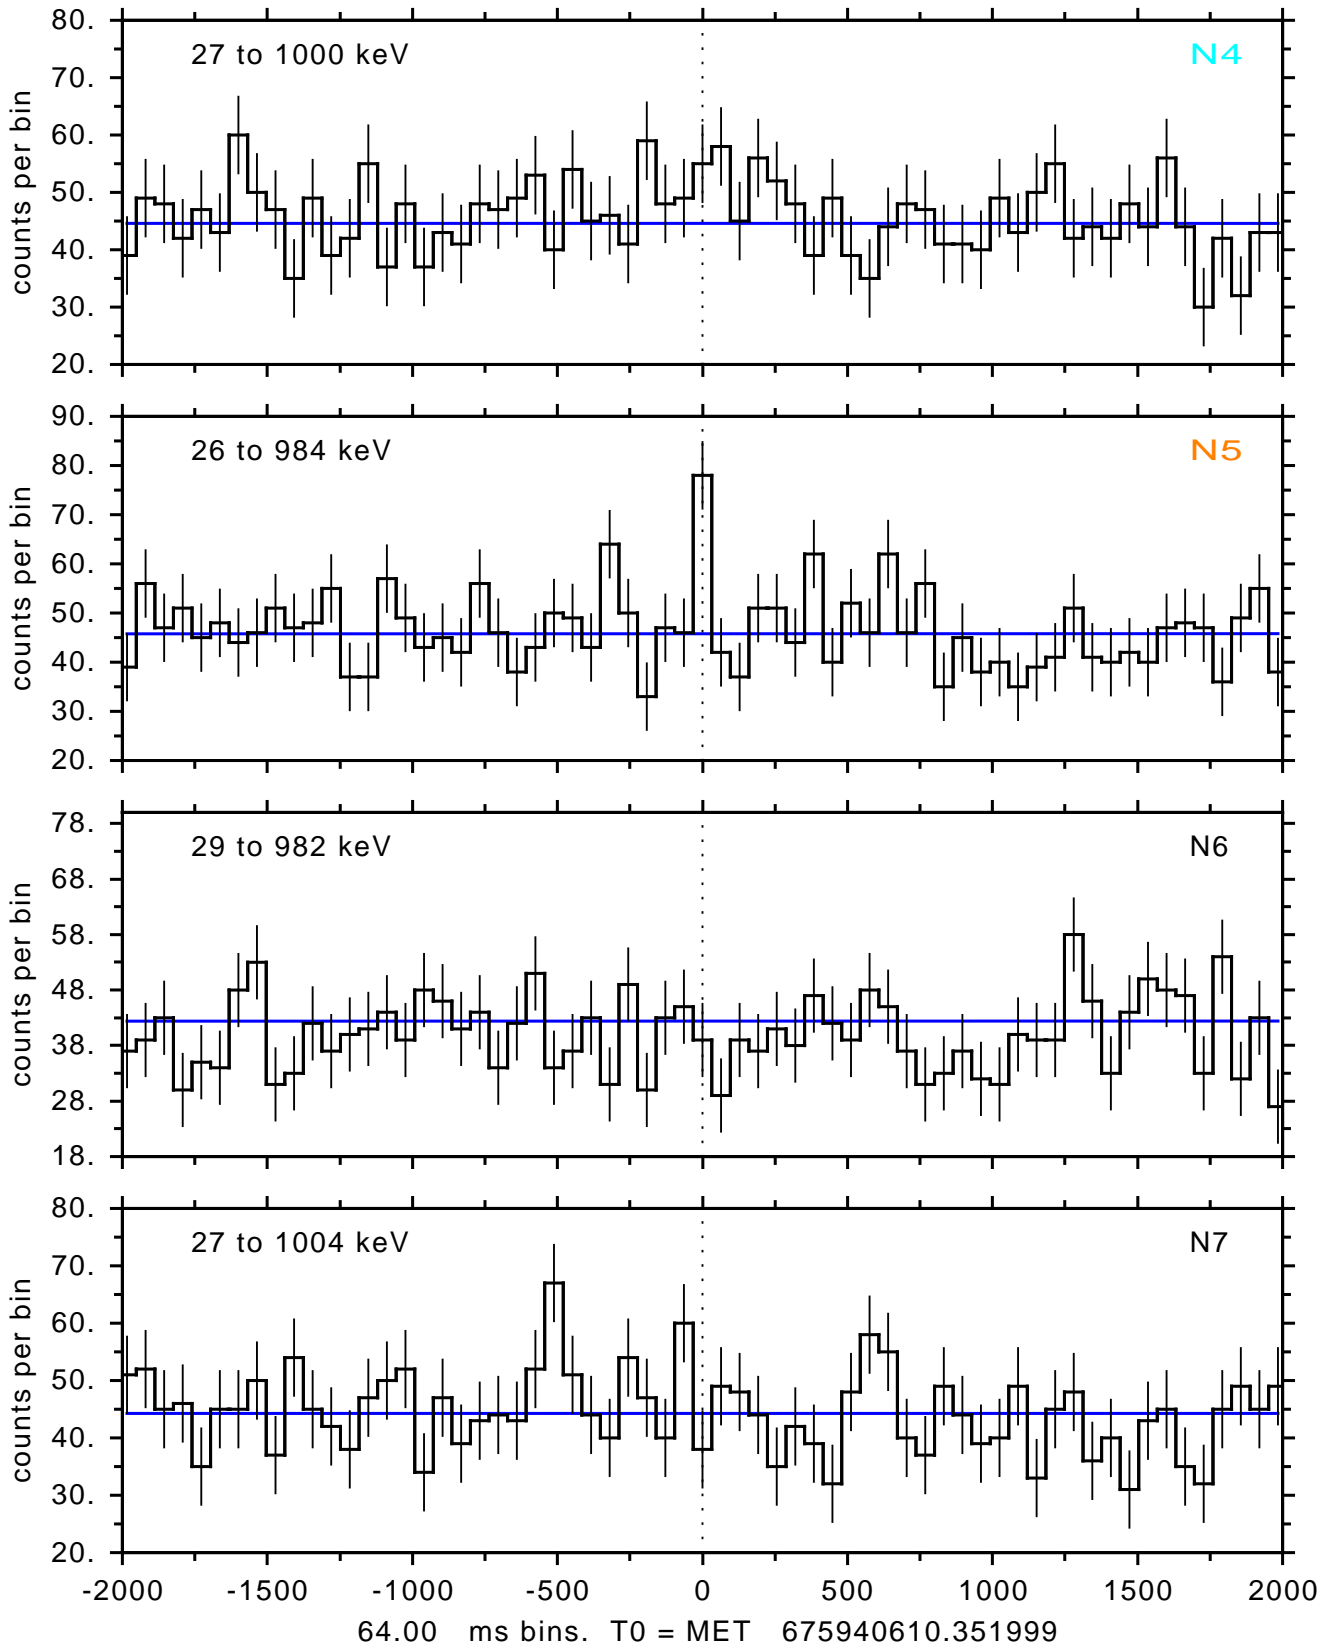 80.
27 to 1000 keV N4
70.
60.
50.
40.
30.
20.
counts per bin
90.
26 to 984 keV N5
80.
70.
60.
50.
40.
30.
20.
counts per bin
78.
29 to 982 keV N6
68.
58.
48.
38.
28.
18.
counts per bin
80.
27 to 1004 keV N7
70.
60.
50.
40.
30.
20.
counts per bin
-2000 -1500 -1000 -500 0 500 1000 1500 2000
64.00 ms bins. T0 = MET 675940610.351999